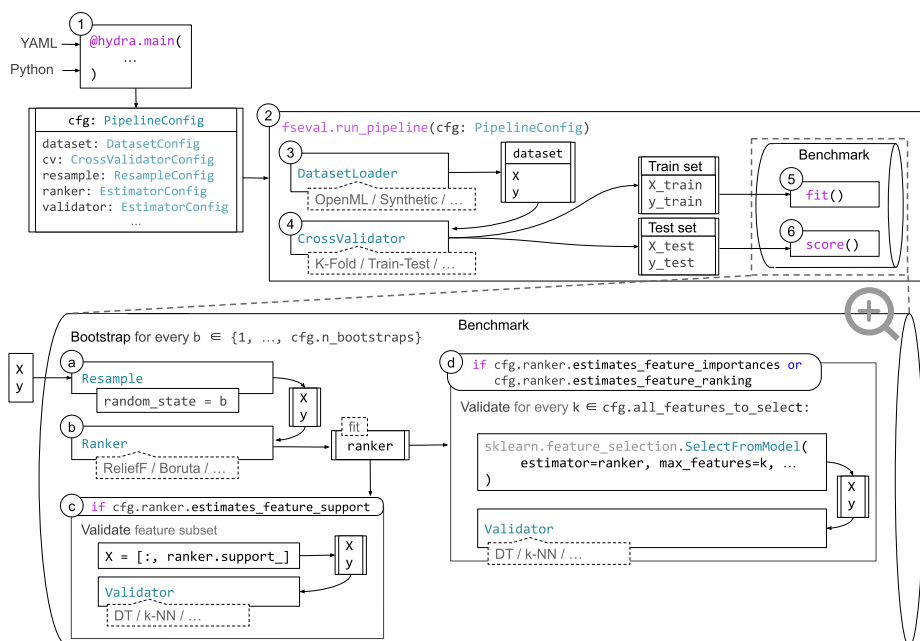 1
YAML
Python
@hydra.main(
…
)
cfg: PipelineConfig
dataset: DatasetConfig
cv: CrossValidatorConfig
resample: ResampleConfig
ranker: EstimatorConfig
validator: EstimatorConfig
…
2
fseval.run_pipeline(cfg: PipelineConfig)
3
DatasetLoader
OpenML / Synthetic / …
dataset
X
y
4
CrossValidator
K-Fold / Train-Test / …
Train set
X_train
y_train
Test set
X_test
y_test
Benchmark
5
fit()
6
score()
Benchmark
Bootstrap for every b ∈ {1, …, cfg.n_bootstraps}
X
y
a
Resample
random_state = b
X
y
b
Ranker
ReliefF / Boruta / …
fit
ranker
c
if cfg.ranker.estimates_feature_support
Validate feature subset
X = [:, ranker.support_]
X
y
Validator
DT / k-NN / …
d
if cfg.ranker.estimates_feature_importances or
cfg.ranker.estimates_feature_ranking
Validate for every k ∈ cfg.all_features_to_select:
sklearn.feature_selection.SelectFromModel(
estimator=ranker, max_features=k, …
)
X
y
Validator
DT / k-NN / …